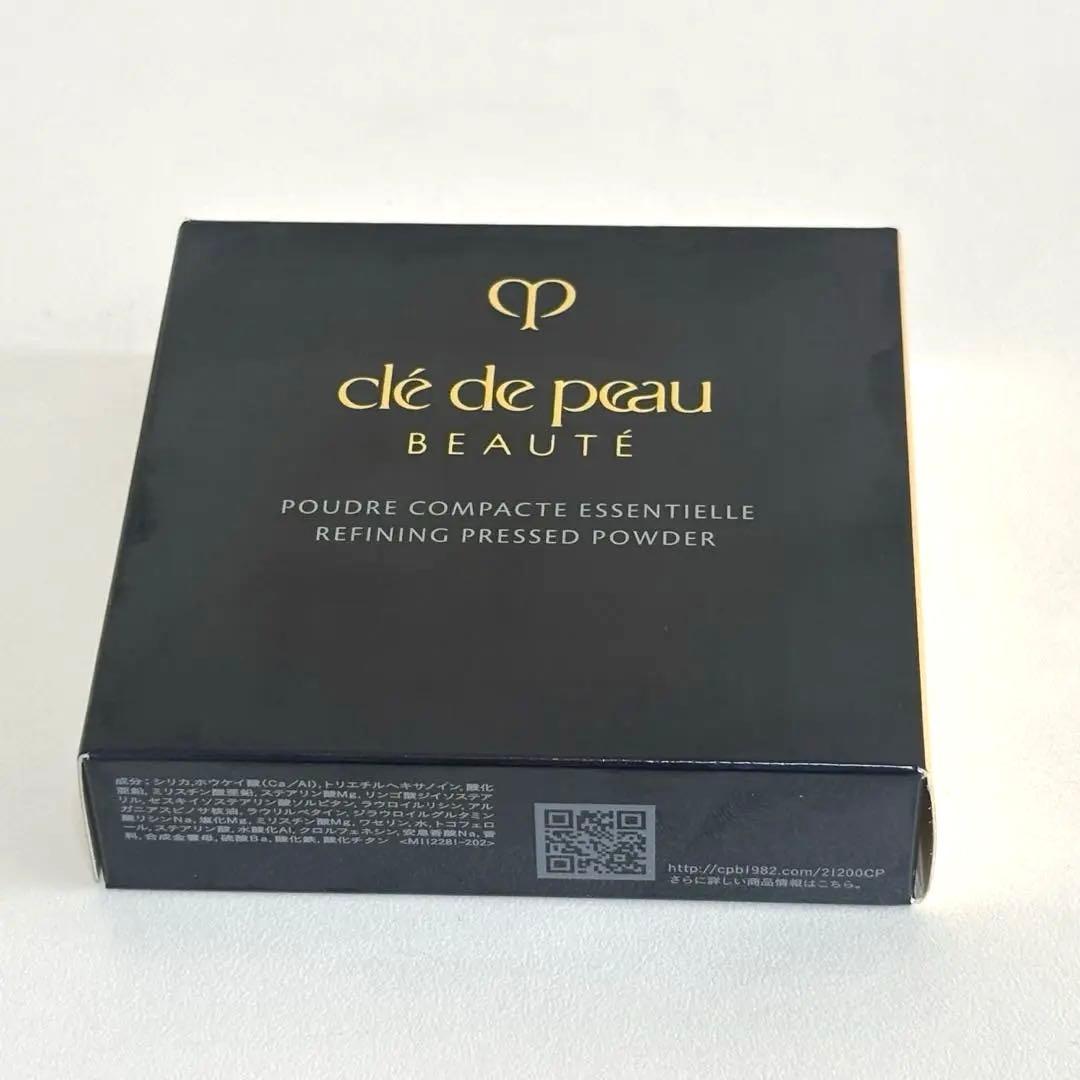 clé de peau
BEAUTÉ
POUDRE COMPACTE ESSENTIELLE
REFINING PRESSED POWDER
成分：シリカ,ホウケイ酸(Ca/Al),トリエチルヘキサノイン,酸化
亜鉛,ミリスチン酸亜鉛,ステアリン酸Mg,リンゴ酸ジイソステア
リル,セスキイソステアリン酸ソルビタン,ラウロイルリシン,アル
ガニアスピノサ核油,ラウリルベタイン,ジラウロイルグルタミン
酸リシンNa,塩化Mg,ミリスチン酸Mg,ワセリン,水,トコフェロ
ール,ステアリン酸,水酸化Al,クロルフェネシン,安息香酸Na,香
料,合成金雲母,硫酸Ba,酸化鉄,酸化チタン <M112281-202>
http://cpb1982.com/21200CP
さらに詳しい商品情報はこちら。